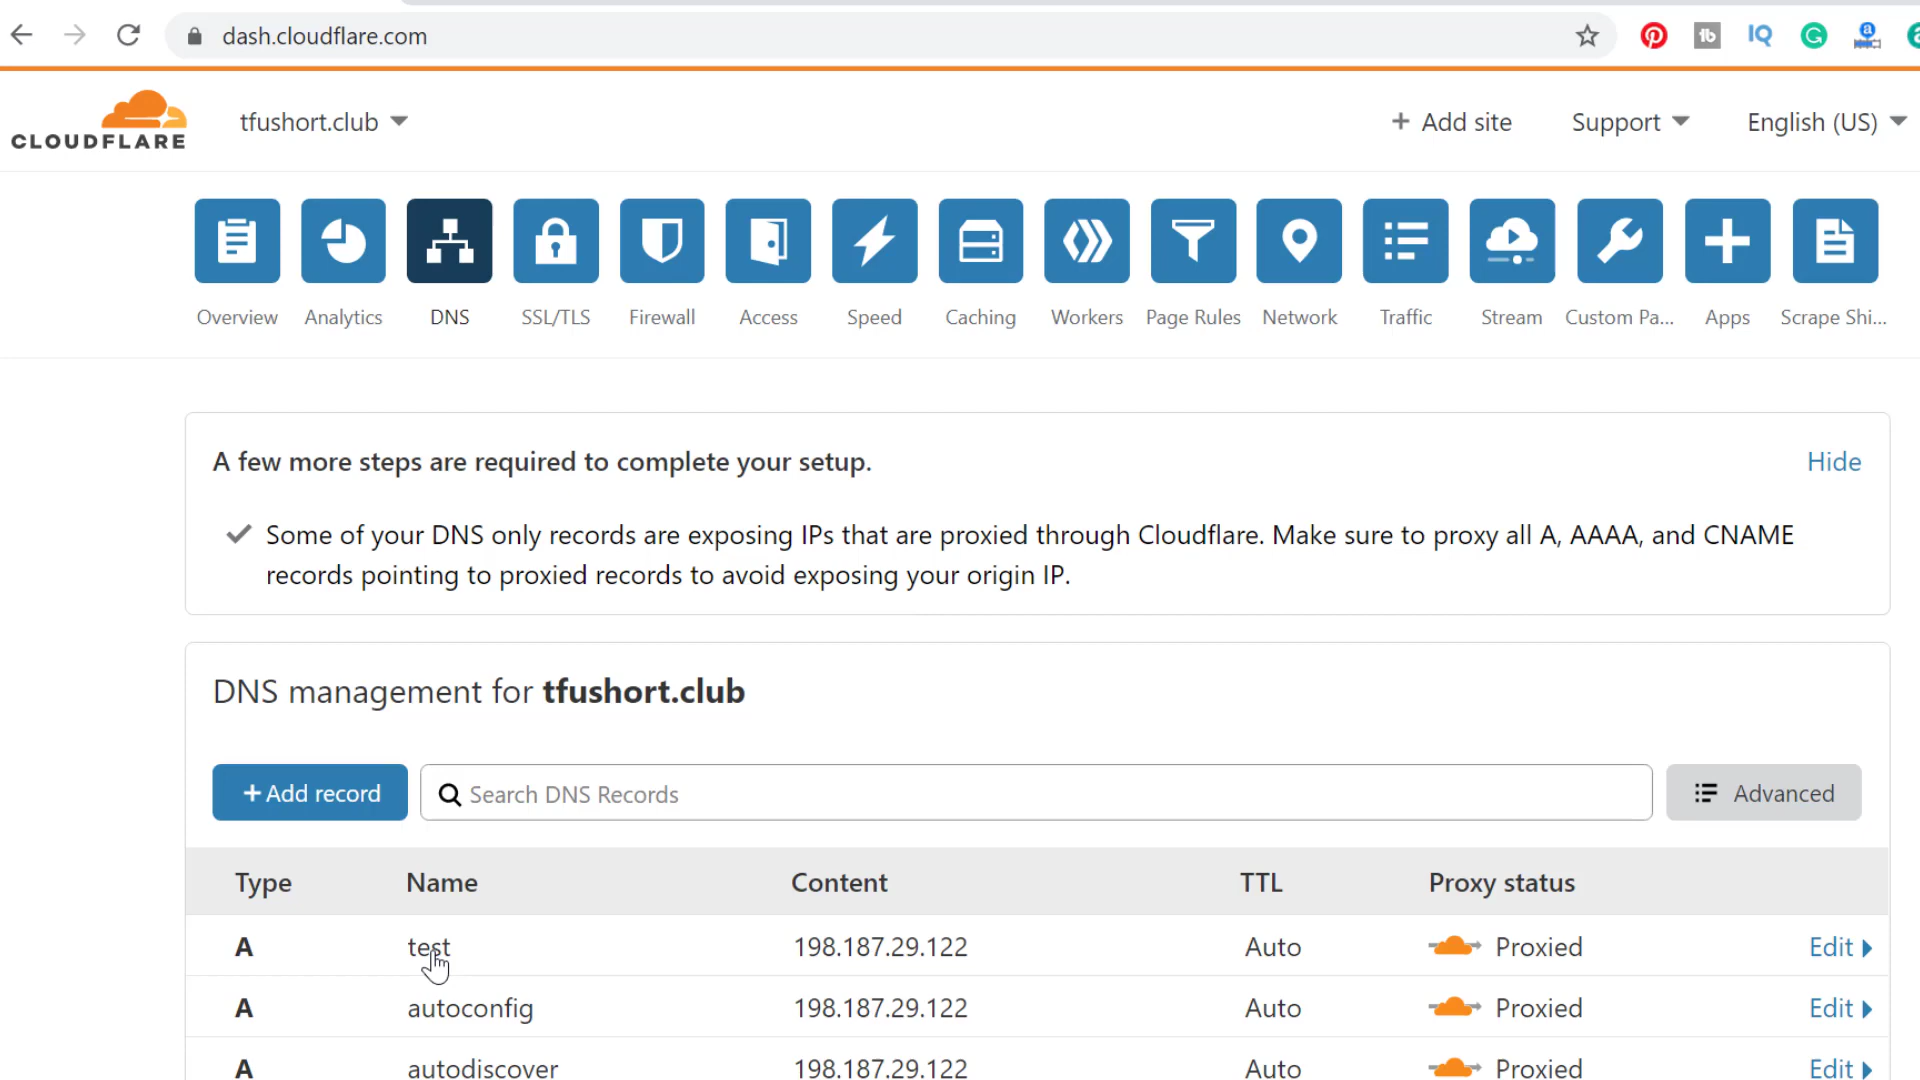 dash.cloudflare.com
CLOUDFLARE
tfushort.club
+ Add site
Support
English (US)
Overview
Analytics
DNS
SSL/TLS
Firewall
Access
Speed
Caching
Workers
Page Rules
Network
Traffic
Stream
Custom Pa...
Apps
Scrape Shi...
A few more steps are required to complete your setup.
Hide
Some of your DNS only records are exposing IPs that are proxied through Cloudflare. Make sure to proxy all A, AAAA, and CNAME
records pointing to proxied records to avoid exposing your origin IP.
DNS management for tfushort.club
+ Add record
Search DNS Records
Advanced
Type Name Content TTL Proxy status
A test 198.187.29.122 Auto Proxied Edit
A autoconfig 198.187.29.122 Auto Proxied Edit
A autodiscover 198.187.29.122 Auto Proxied Edit